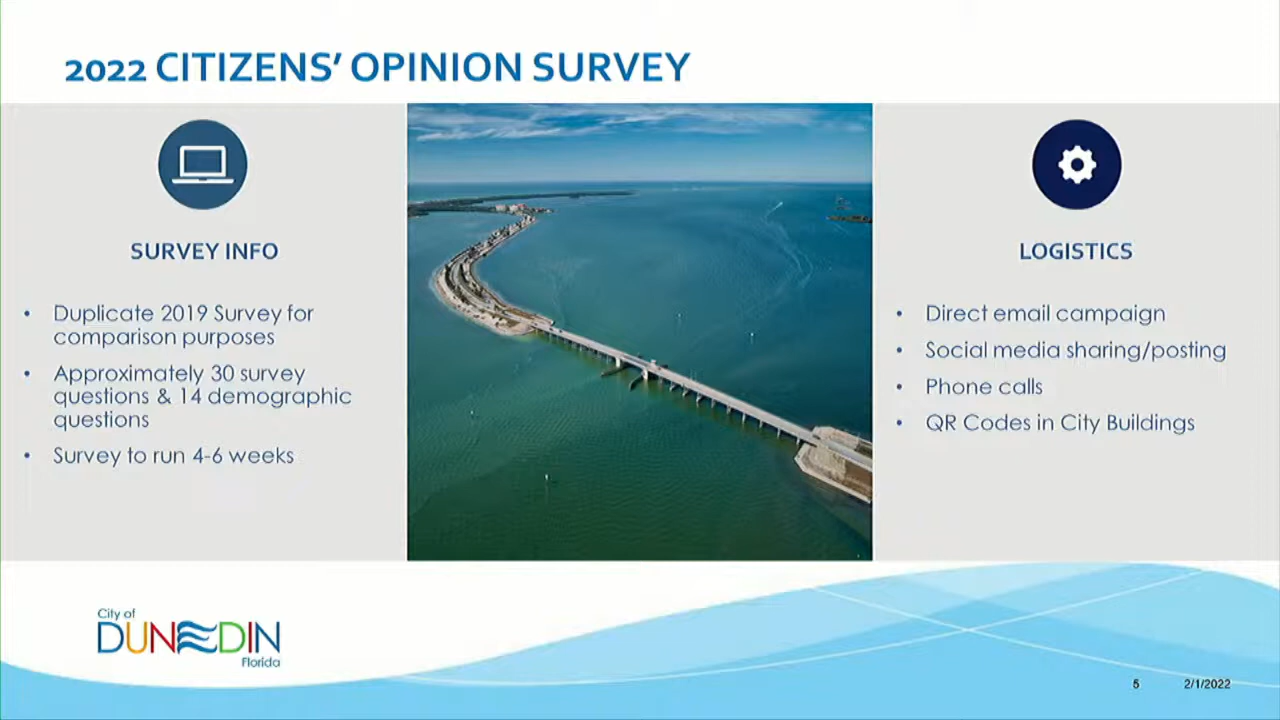 2022 CITIZENS’ OPINION SURVEY
SURVEY INFO
• Duplicate 2019 Survey for
comparison purposes
• Approximately 30 survey
questions & 14 demographic
questions
• Survey to run 4-6 weeks
LOGISTICS
• Direct email campaign
• Social media sharing/posting
• Phone calls
• QR Codes in City Buildings
City of
DUNEDIN
Florida
5 2/1/2022